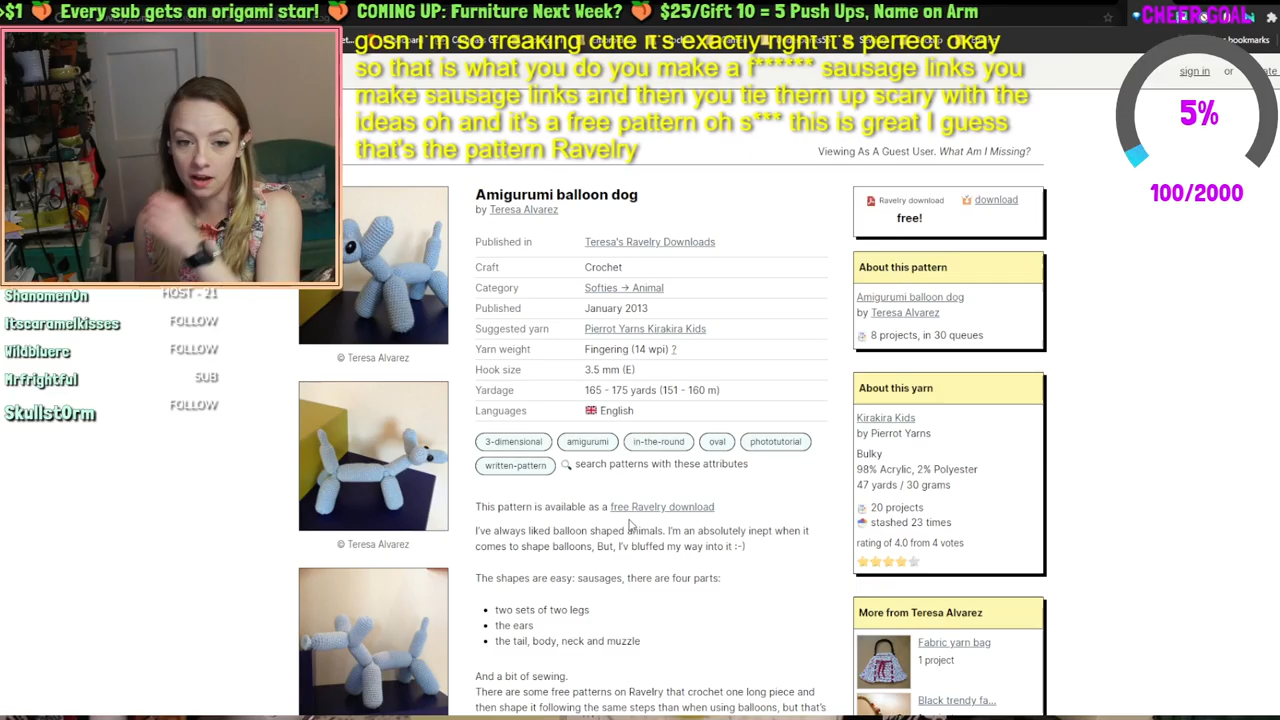 >$1 🍑 Every sub gets an origami star! 🍑 COMING UP: Furniture Next Week? 🍑 $25/Gift 10 = 5 Push Ups, Name on Arm
CHEER GOAL
bookmarks
gosh I'm so freaking cute it's exactly right it's perfect okay
so that is what you do you make a f****** sausage links you
make sausage links and then you tie them up scary with the
ideas oh and it's a free pattern oh s*** this is great I guess
that's the pattern Ravelry
sign in or
5%
100/2000
Viewing As A Guest User. What Am I Missing?
Amigurumi balloon dog
by Teresa Alvarez
Published in Teresa's Ravelry Downloads
Craft Crochet
Category Softies → Animal
Published January 2013
Suggested yarn Pierrot Yarns Kirakira Kids
Yarn weight Fingering (14 wpi) ?
Hook size 3.5 mm (E)
Yardage 165 - 175 yards (151 - 160 m)
Languages English
3-dimensional amigurumi in-the-round oval phototutorial
written-pattern search patterns with these attributes
This pattern is available as a free Ravelry download
I've always liked balloon shaped animals. I'm an absolutely inept when it
comes to shape balloons, But, I'v bluffed my way into it :-)
The shapes are easy: sausages, there are four parts:
• two sets of two legs
• the ears
• the tail, body, neck and muzzle
And a bit of sewing.
There are some free patterns on Ravelry that crochet one long piece and
then shape it following the same steps than when using balloons, but that's
Ravelry download download
free!
About this pattern
Amigurumi balloon dog
by Teresa Alvarez
8 projects, in 30 queues
About this yarn
Kirakira Kids
by Pierrot Yarns
Bulky
98% Acrylic, 2% Polyester
47 yards / 30 grams
20 projects
stashed 23 times
rating of 4.0 from 4 votes
More from Teresa Alvarez
Fabric yarn bag
1 project
Black trendy fa...
© Teresa Alvarez
© Teresa Alvarez
ShanomenOn HOST - 21
Itscaramelkisses FOLLOW
Wildbluerc FOLLOW
Mrfrightful SUB
Skullst0rm FOLLOW